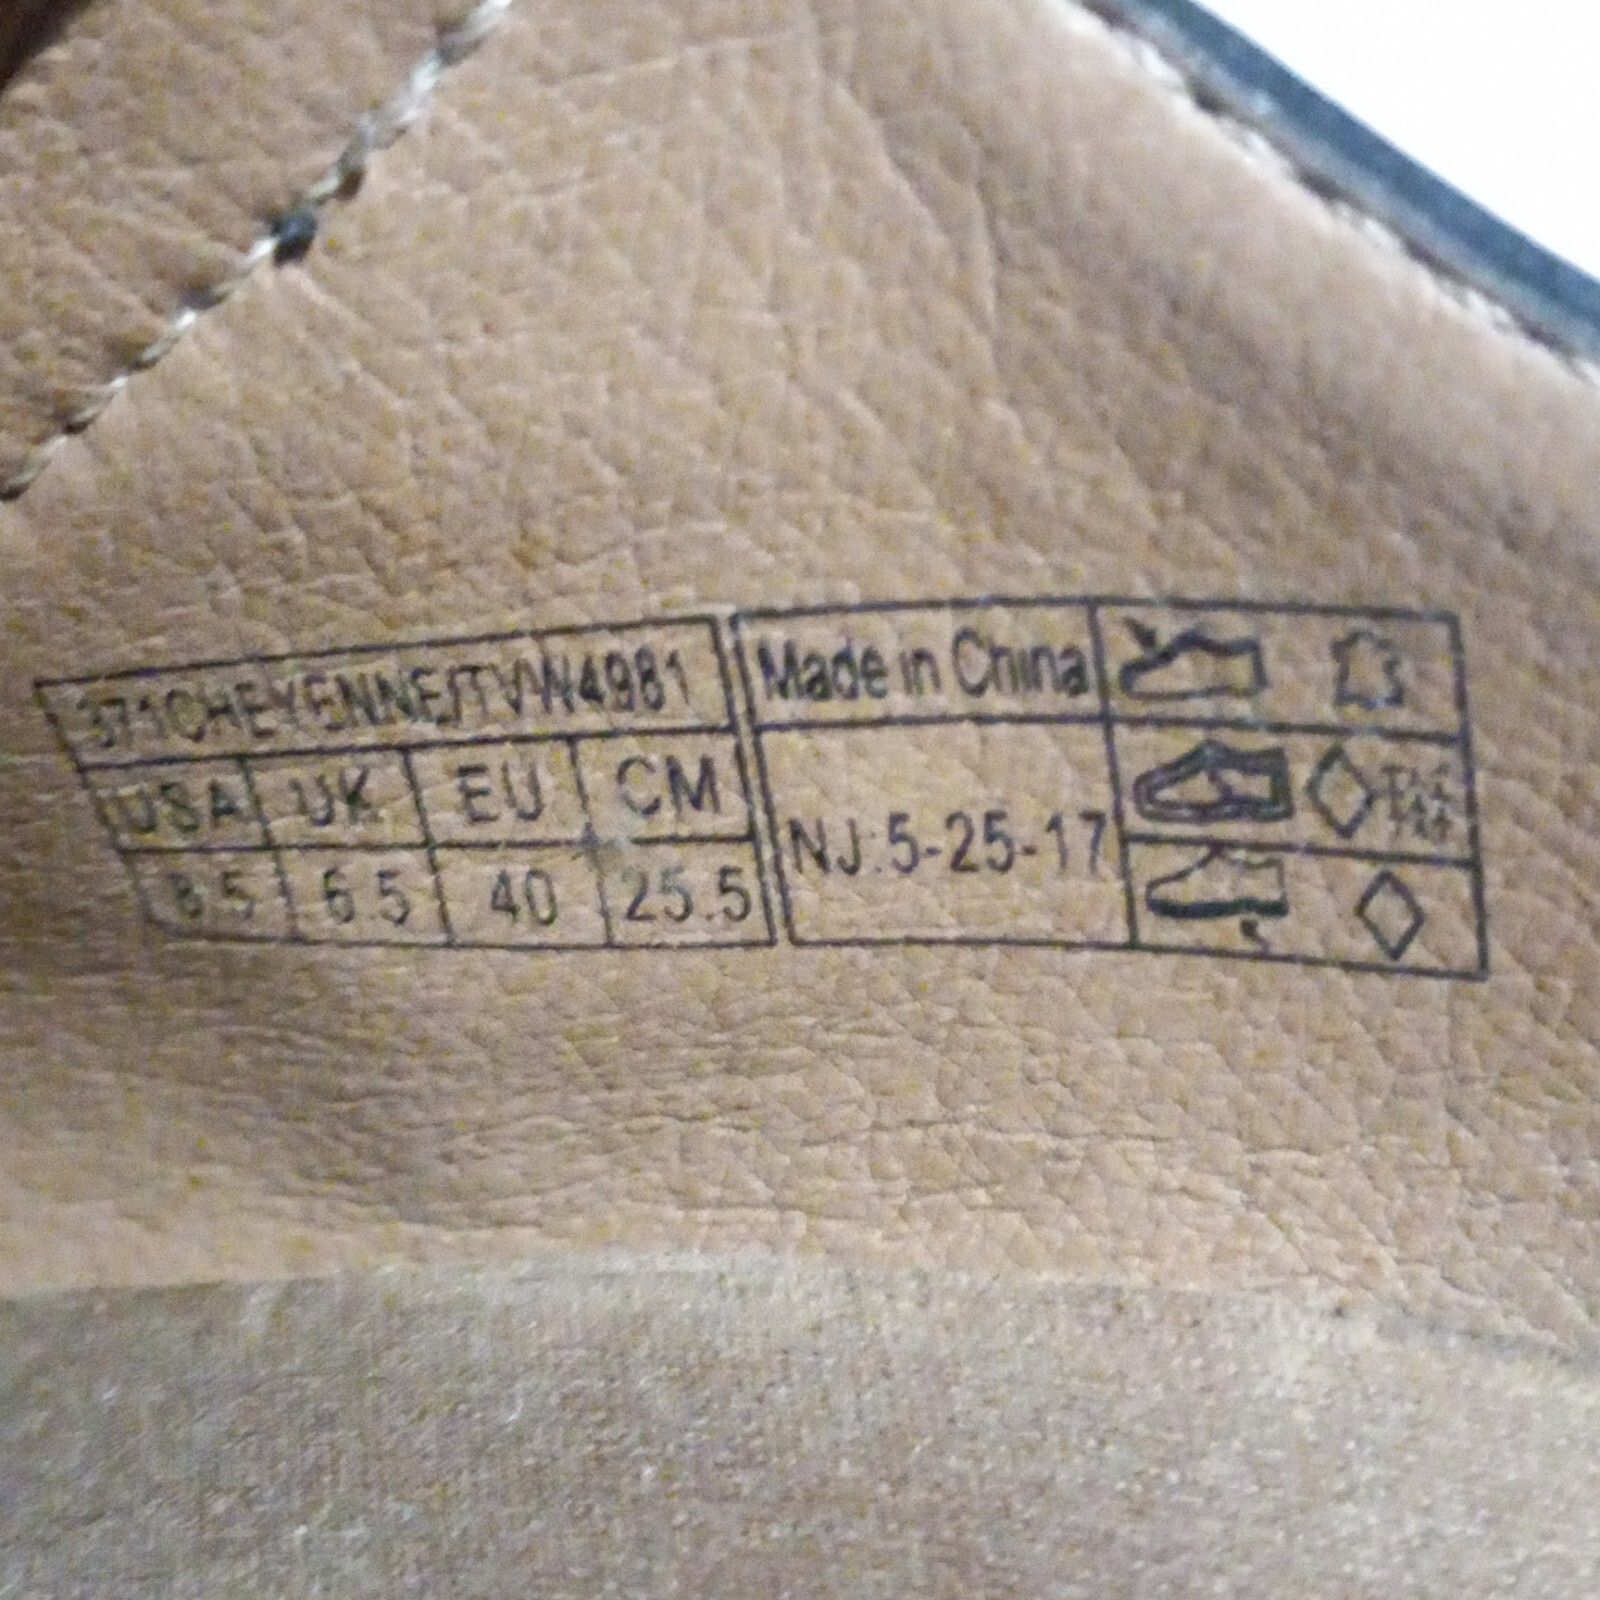 371CHEYENNE/TVW4981
USA UK EU CM
8.5 6.5 40 25.5
Made in China
NJ:5-25-17